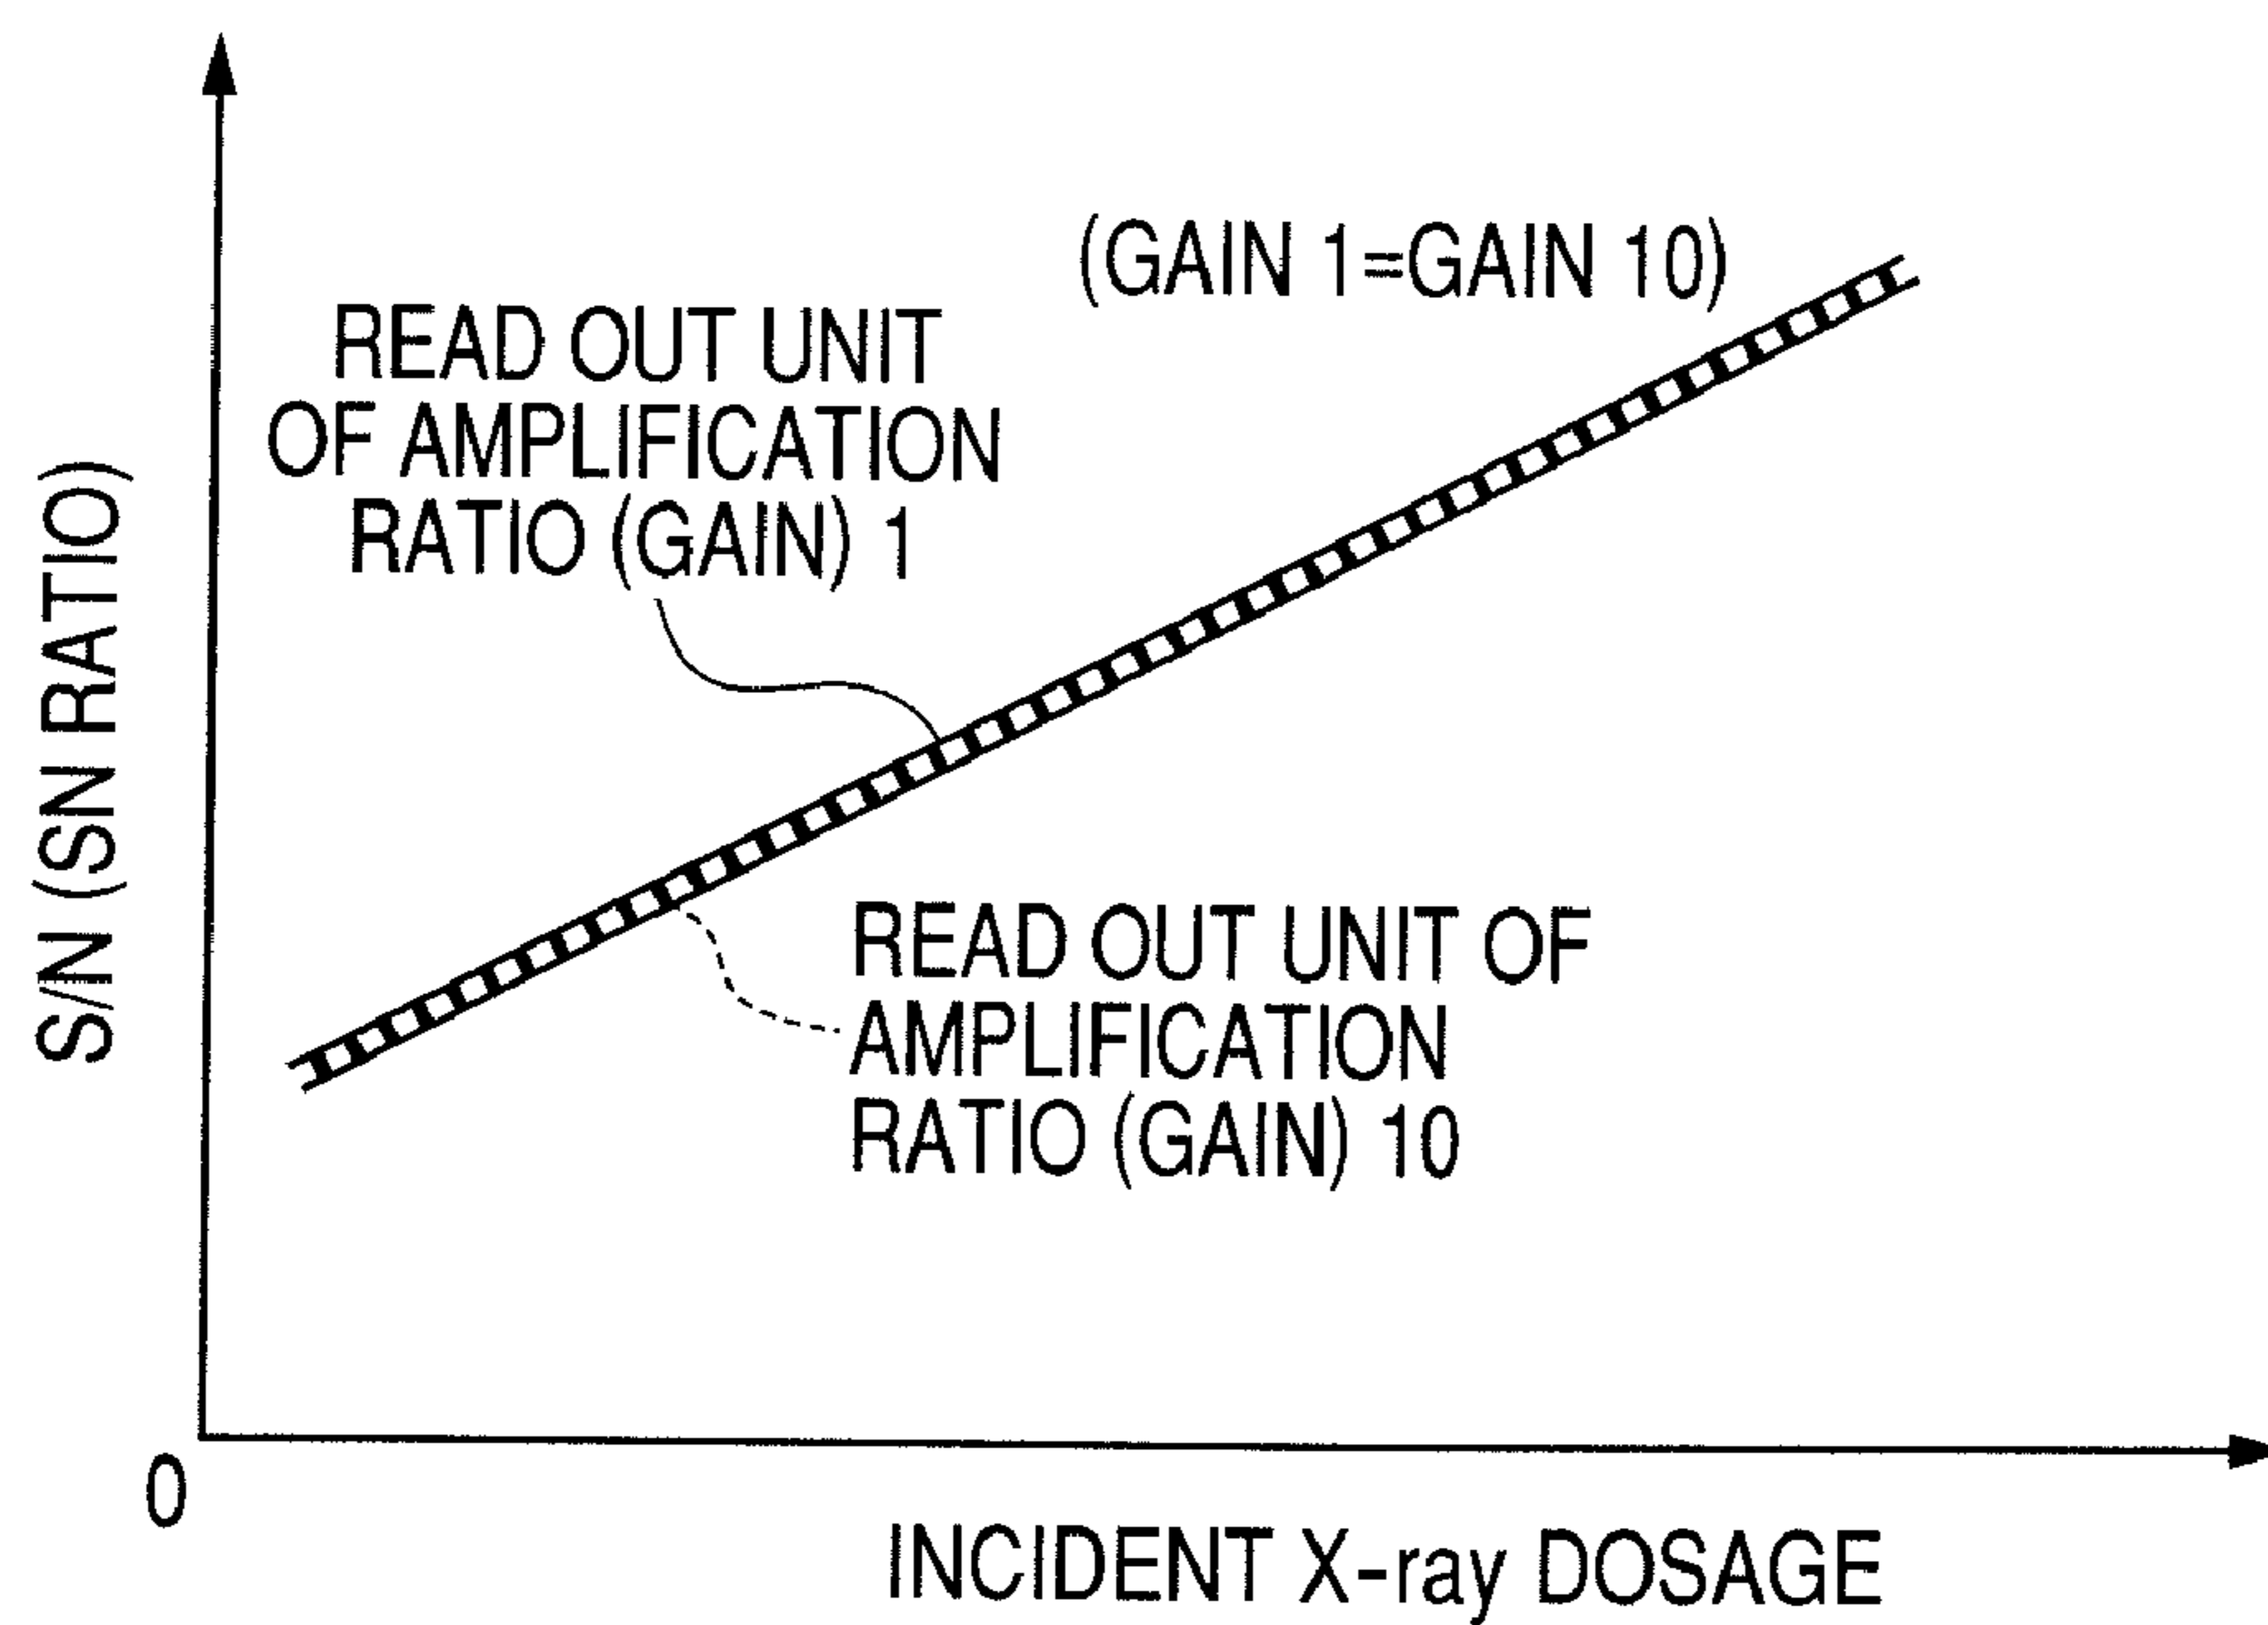 (GAIN 1=GAIN 10)
READ OUT UNIT
OF AMPLIFICATION
RATIO (GAIN) 1
S/N (SN RATIO)
READ OUT UNIT OF
AMPLIFICATION
RATIO (GAIN) 10
0
INCIDENT X-ray DOSAGE